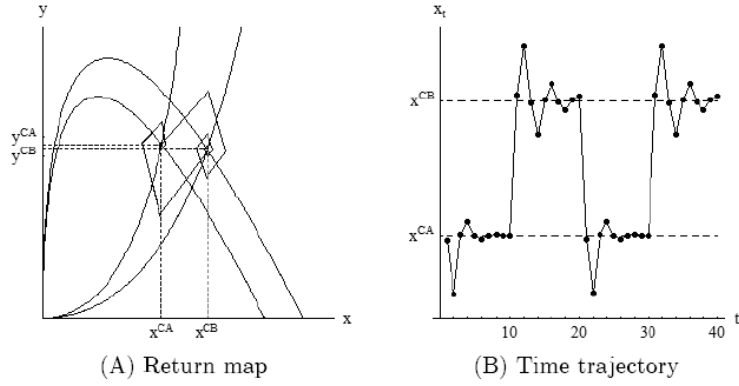 y
y^CA
y^CB
x^CA
x^CB
x
(A) Return map
x_t
x^CB
x^CA
10
20
30
40
t
(B) Time trajectory